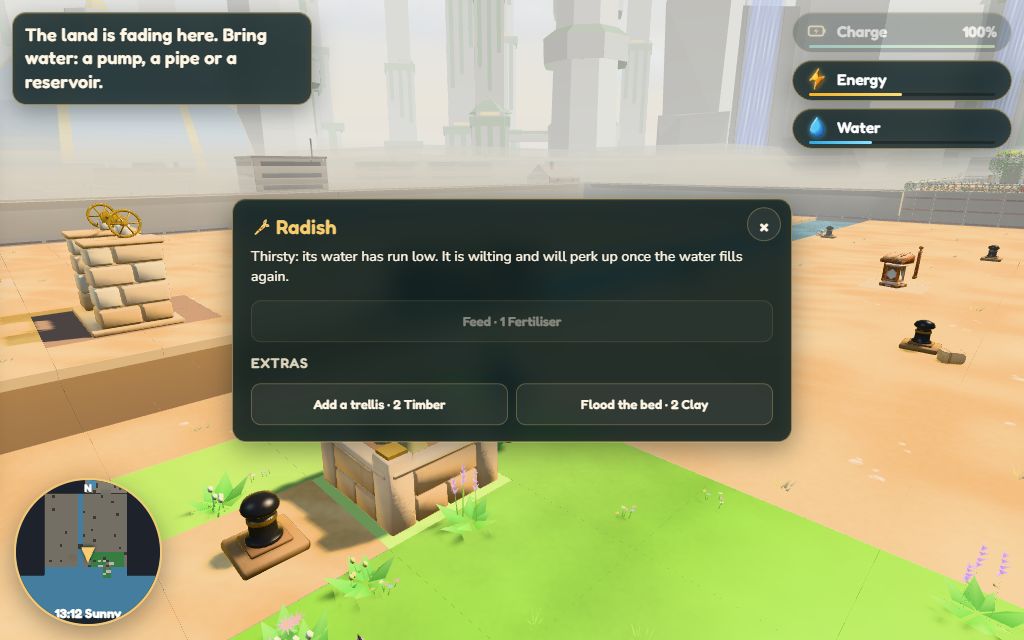 The land is fading here. Bring
water: a pump, a pipe or a
reservoir.
Charge 100%
Energy
Water
Radish
Thirsty: its water has run low. It is wilting and will perk up once the water fills
again.
Feed · 1 Fertiliser
EXTRAS
Add a trellis · 2 Timber
Flood the bed · 2 Clay
N
13:12 Sunny